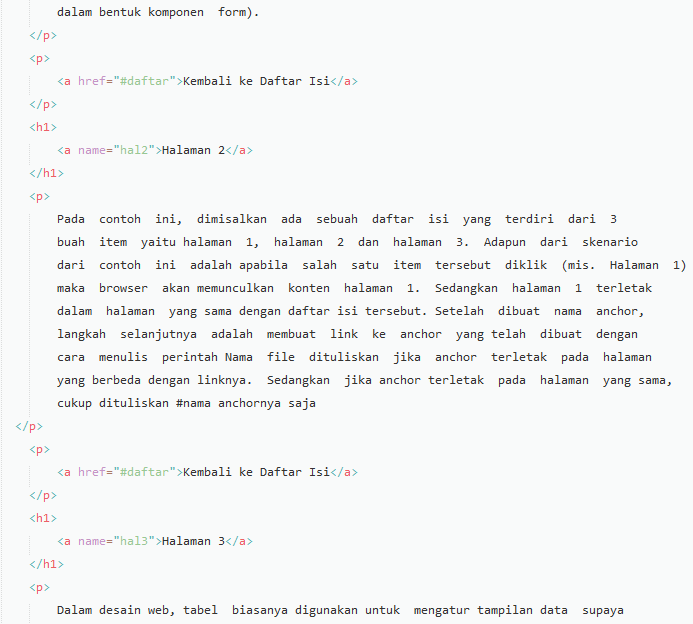 dalam bentuk komponen  form).
</p>
<p>
<a href="#daftar">Kembali ke Daftar Isi</a>
</p>
<h1>
<a name="hal2">Halaman 2</a>
</h1>
<p>
Pada  contoh  ini,  dimisalkan  ada  sebuah  daftar  isi  yang  terdiri  dari  3
buah  item  yaitu halaman  1,  halaman  2  dan  halaman  3.  Adapun  dari  skenario
dari  contoh  ini  adalah apabila  salah  satu  item  tersebut  diklik  (mis.  Halaman  1)
maka  browser  akan memunculkan  konten  halaman  1.  Sedangkan  halaman  1  terletak
dalam  halaman  yang sama dengan daftar isi tersebut. Setelah  dibuat  nama  anchor,
langkah  selanjutnya  adalah  membuat  link  ke  anchor  yang telah  dibuat  dengan
cara  menulis  perintah Nama  file  dituliskan  jika  anchor  terletak  pada  halaman
yang berbeda dengan linknya.  Sedangkan  jika anchor terletak  pada  halaman  yang sama,
cukup dituliskan #nama anchornya saja
</p>
<p>
<a href="#daftar">Kembali ke Daftar Isi</a>
</p>
<h1>
<a name="hal3">Halaman 3</a>
</h1>
<p>
Dalam desain web, tabel  biasanya digunakan untuk  mengatur tampilan data  supaya